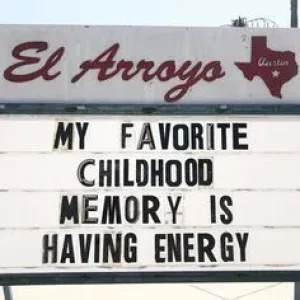 El Arroyo
Austin
MY FAVORITE
CHILDHOOD
MEMORY IS
HAVING ENERGY